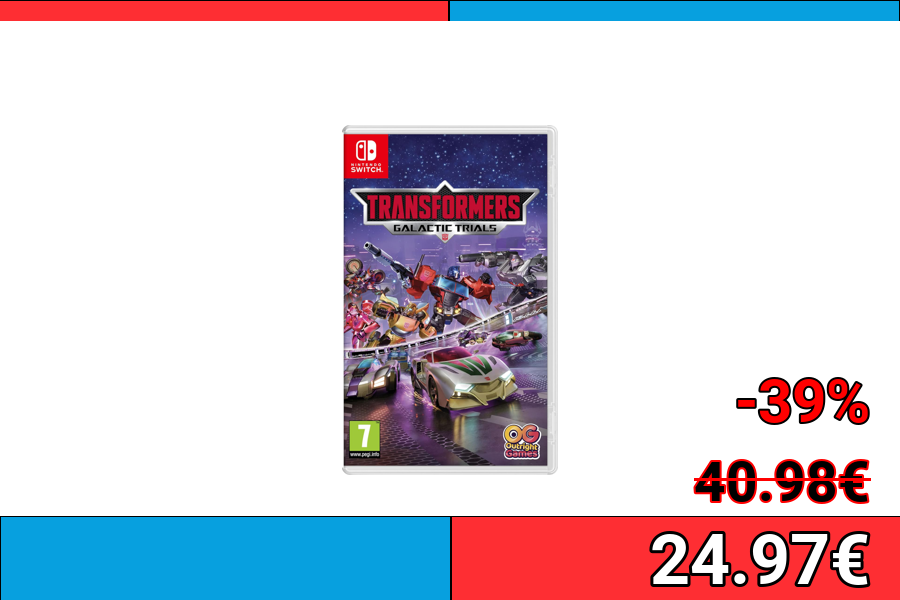 NINTENDO
SWITCH.
TRANSFORMERS
GALACTIC TRIALS
7
www.pegi.info
OG
Outright
Games
-39%
40.98€
24.97€